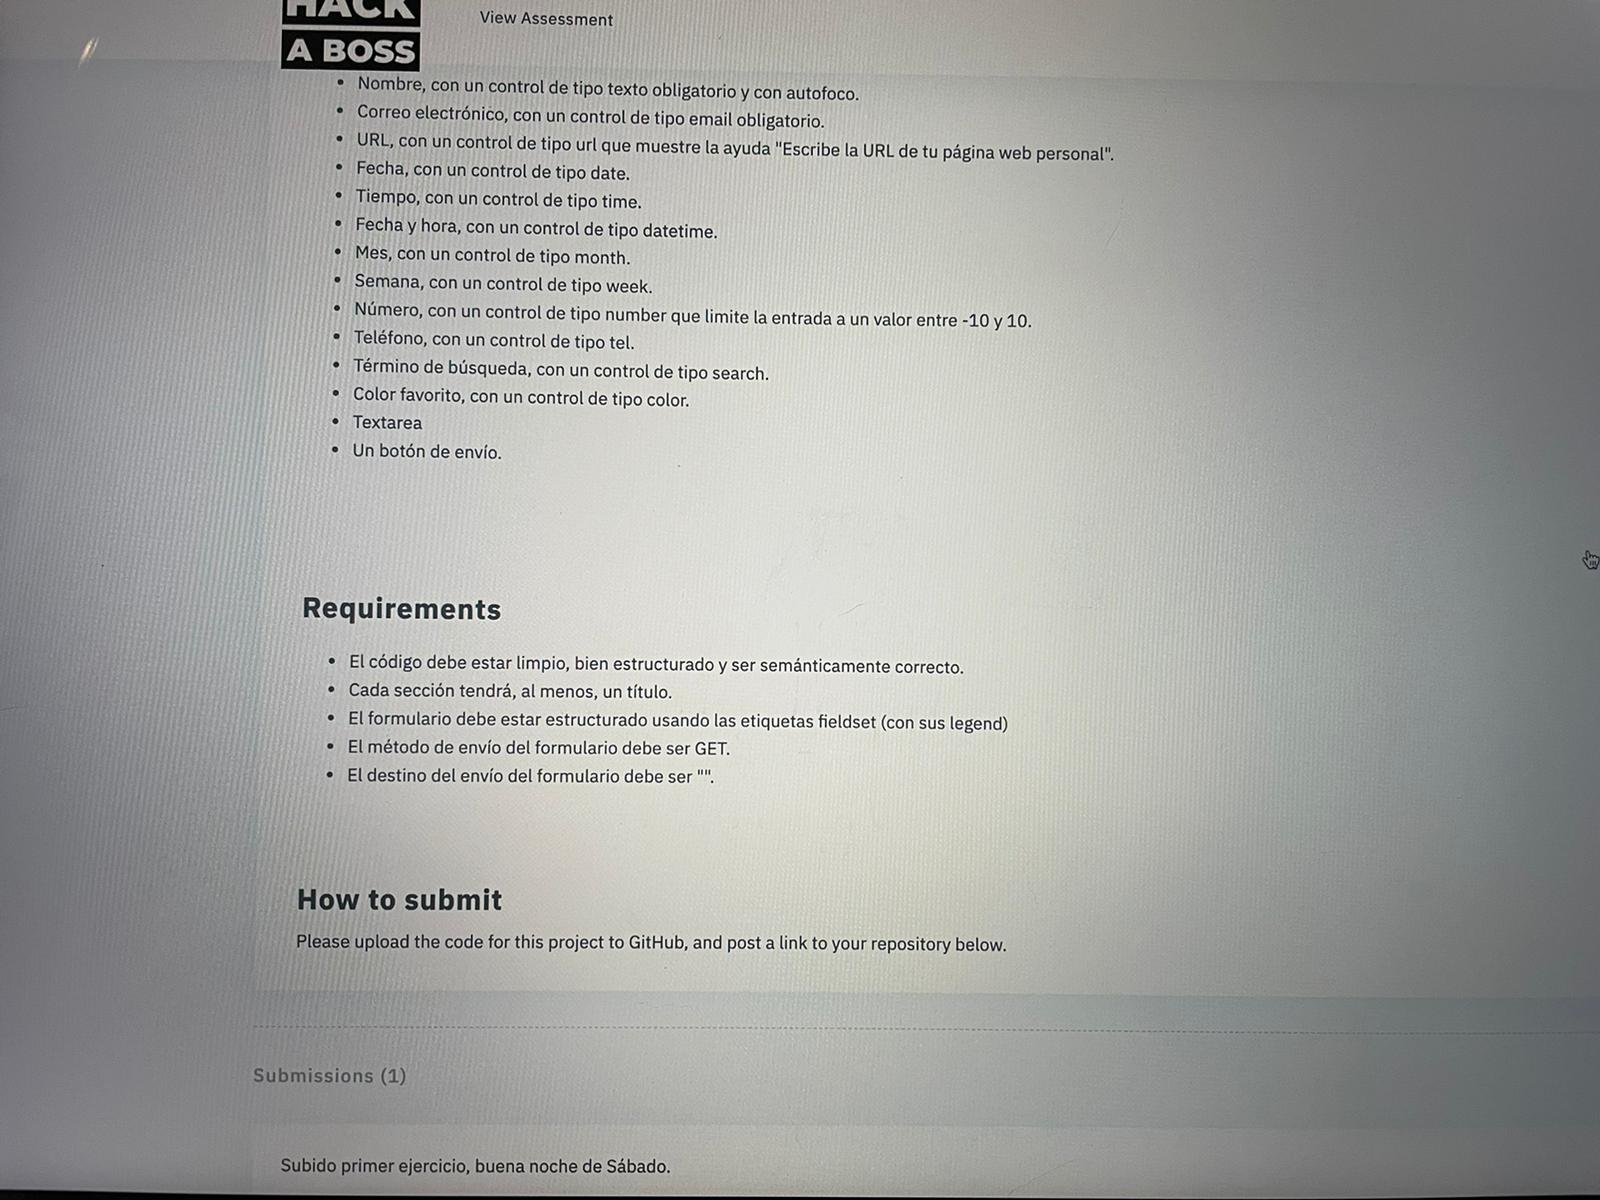 HACK
A BOSS
View Assessment
• Nombre, con un control de tipo texto obligatorio y con autofoco.
• Correo electrónico, con un control de tipo email obligatorio.
• URL, con un control de tipo url que muestre la ayuda "Escribe la URL de tu página web personal".
• Fecha, con un control de tipo date.
• Tiempo, con un control de tipo time.
• Fecha y hora, con un control de tipo datetime.
• Mes, con un control de tipo month.
• Semana, con un control de tipo week.
• Número, con un control de tipo number que limite la entrada a un valor entre -10 y 10.
• Teléfono, con un control de tipo tel.
• Término de búsqueda, con un control de tipo search.
• Color favorito, con un control de tipo color.
• Textarea
• Un botón de envío.
Requirements
• El código debe estar limpio, bien estructurado y ser semánticamente correcto.
• Cada sección tendrá, al menos, un título.
• El formulario debe estar estructurado usando las etiquetas fieldset (con sus legend)
• El método de envío del formulario debe ser GET.
• El destino del envío del formulario debe ser "".
How to submit
Please upload the code for this project to GitHub, and post a link to your repository below.
Submissions (1)
Subido primer ejercicio, buena noche de Sábado.